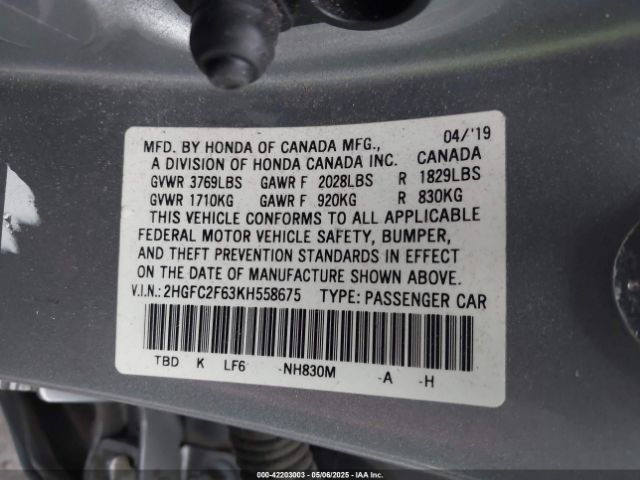 MFD. BY HONDA OF CANADA MFG., 04/'19
A DIVISION OF HONDA CANADA INC. CANADA
GVWR 3769LBS GAWR F 2028LBS R 1829LBS
GVWR 1710KG GAWR F 920KG R 830KG
THIS VEHICLE CONFORMS TO ALL APPLICABLE
FEDERAL MOTOR VEHICLE SAFETY, BUMPER,
AND THEFT PREVENTION STANDARDS IN EFFECT
ON THE DATE OF MANUFACTURE SHOWN ABOVE.
V.I.N.: 2HGFC2F63KH558675 TYPE: PASSENGER CAR
TBD K LF6 -NH830M -A -H
000-42203003 - 05/06/2025 - IAA Inc.